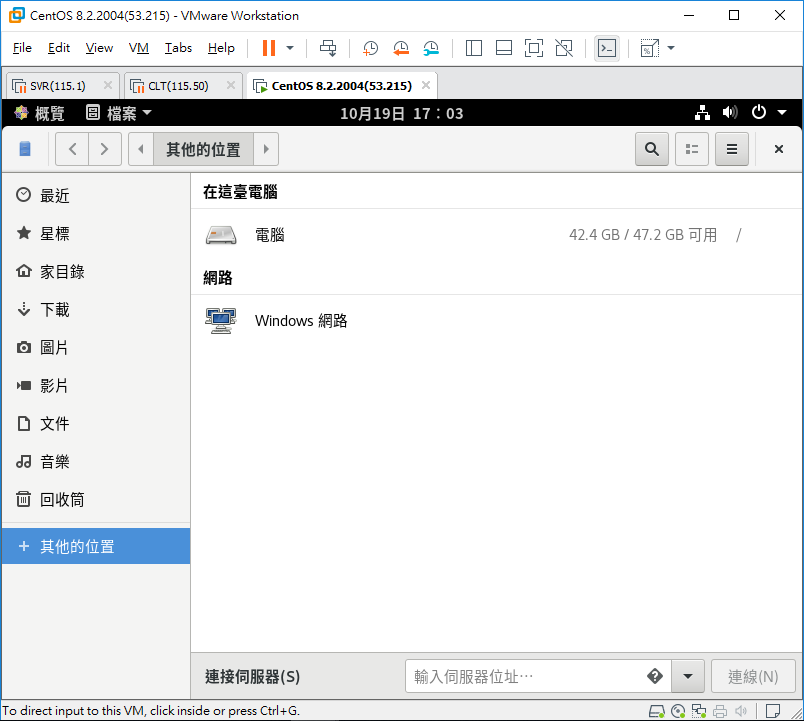 CentOS 8.2.2004(53.215) - VMware Workstation
File Edit View VM Tabs Help
SVR(115.1) CLT(115.50) CentOS 8.2.2004(53.215)
概覽 檔案 10月19日 17：03
其他的位置
最近
星標
家目錄
下載
圖片
影片
文件
音樂
回收筒
+ 其他的位置
在這臺電腦
電腦 42.4 GB / 47.2 GB 可用 /
網路
Windows 網路
連接伺服器(S) 輸入伺服器位址… 連線(N)
To direct input to this VM, click inside or press Ctrl+G.